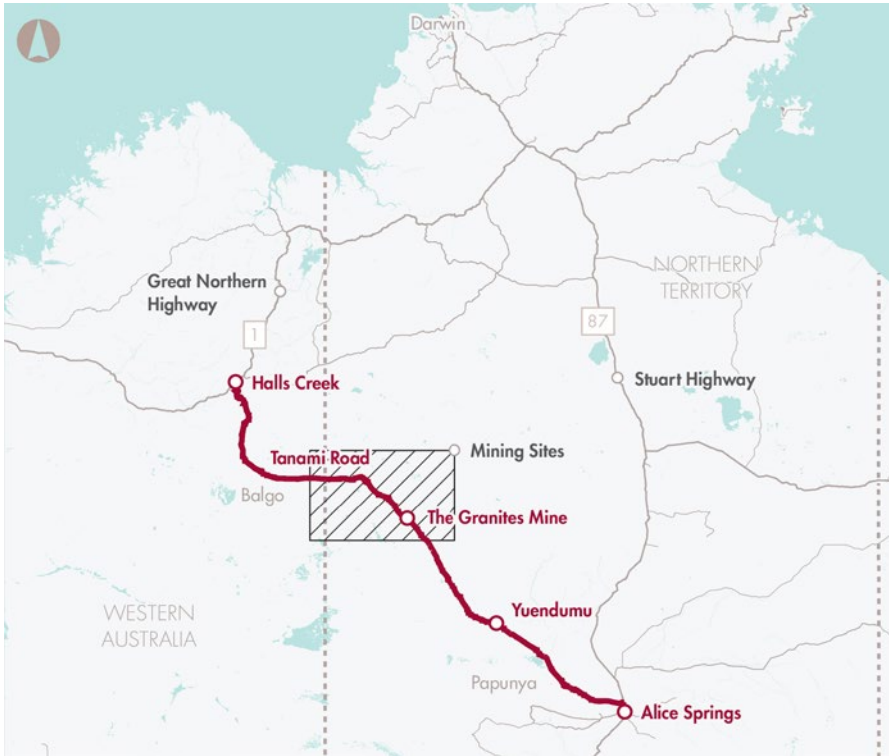 Darwin
Great Northern
Highway
NORTHERN
TERRITORY
1
87
Halls Creek
Stuart Highway
Tanami Road
Mining Sites
Balgo
The Granites Mine
WESTERN
AUSTRALIA
Yuendumu
Papunya
Alice Springs